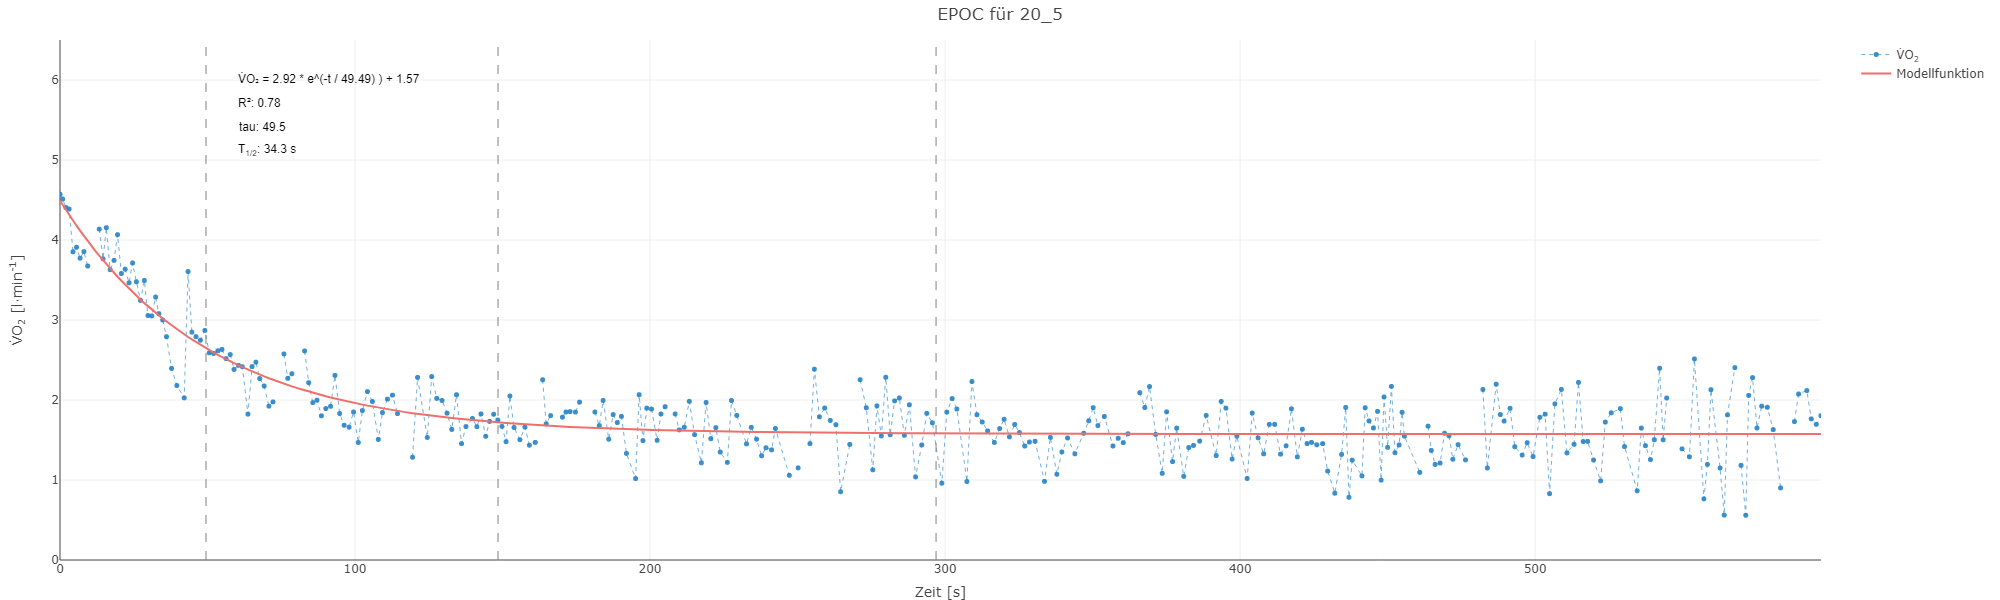 EPOC für 20_5
V̇O₂ = 2.92 * e^(-t / 49.49) ) + 1.57
R²: 0.78
tau: 49.5
T₁/₂: 34.3 s
V̇O₂
Modellfunktion
V̇O₂ [l·min⁻¹]
6
5
4
3
2
1
0
0 100 200 300 400 500
Zeit [s]